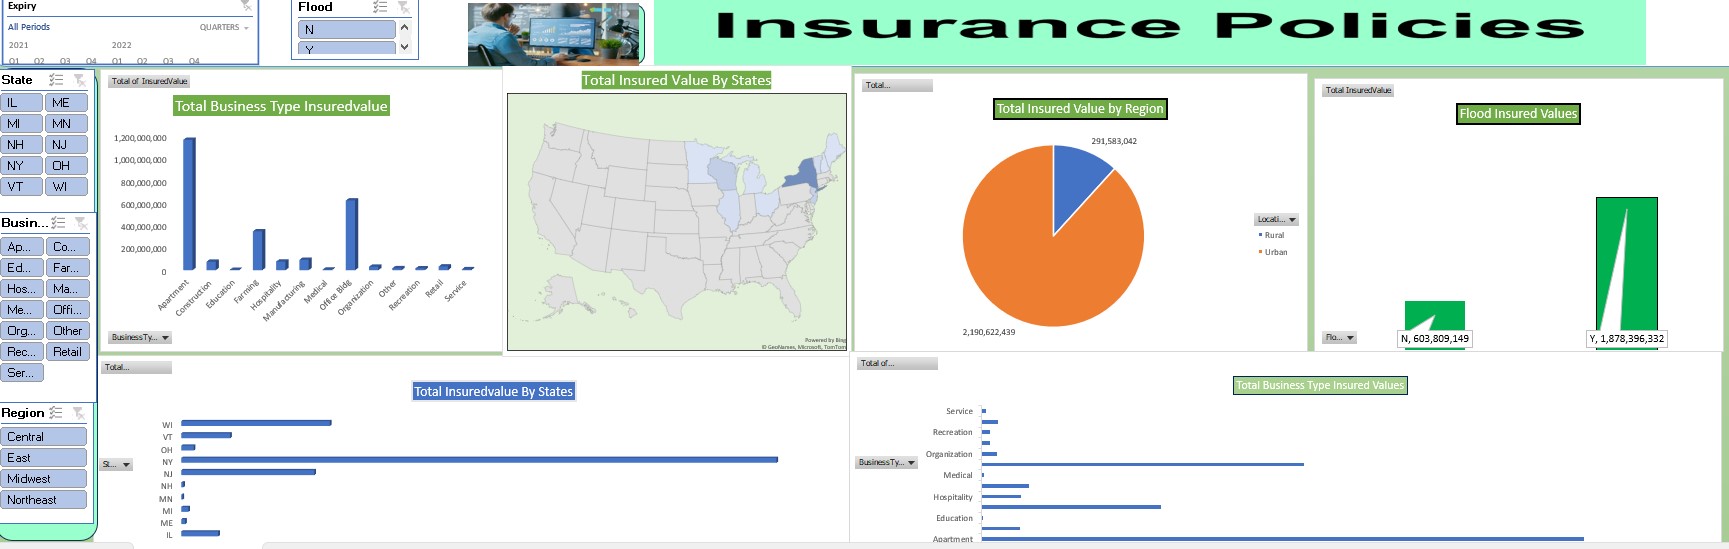 Expiry
All Periods
QUARTERS
2021 2022
Q1 Q2 Q3 Q4 Q1 Q2 Q3 Q4
Flood
N
Y
Insurance Policies
State
IL ME
MI MN
NH NJ
NY OH
VT WI
Busin...
Ap... Co...
Ed... Far...
Hos... Ma...
Me... Offi...
Org... Other
Rec... Retail
Ser...
Region
Central
East
Midwest
Northeast
Total of InsuredValue
Total Business Type Insuredvalue
1,200,000,000
1,000,000,000
800,000,000
600,000,000
400,000,000
200,000,000
0
Apartment
Construction
Education
Farming
Hospitality
Manufacturing
Medical
Office Bldg
Organization
Other
Recreation
Retail
Service
BusinessTy...
Total Insured Value By States
Powered by Bing
© GeoNames, Microsoft, TomTom
Total...
Total Insured Value by Region
291,583,042
2,190,622,439
Locati...
Rural
Urban
Total InsuredValue
Flood Insured Values
N, 603,809,149
Y, 1,878,396,332
Flo...
Total...
Total Insuredvalue By States
WI
VT
OH
NY
NJ
NH
MN
MI
ME
IL
St...
Total of...
Total Business Type Insured Values
Service
Recreation
Organization
Medical
Hospitality
Education
Apartment
BusinessTy...